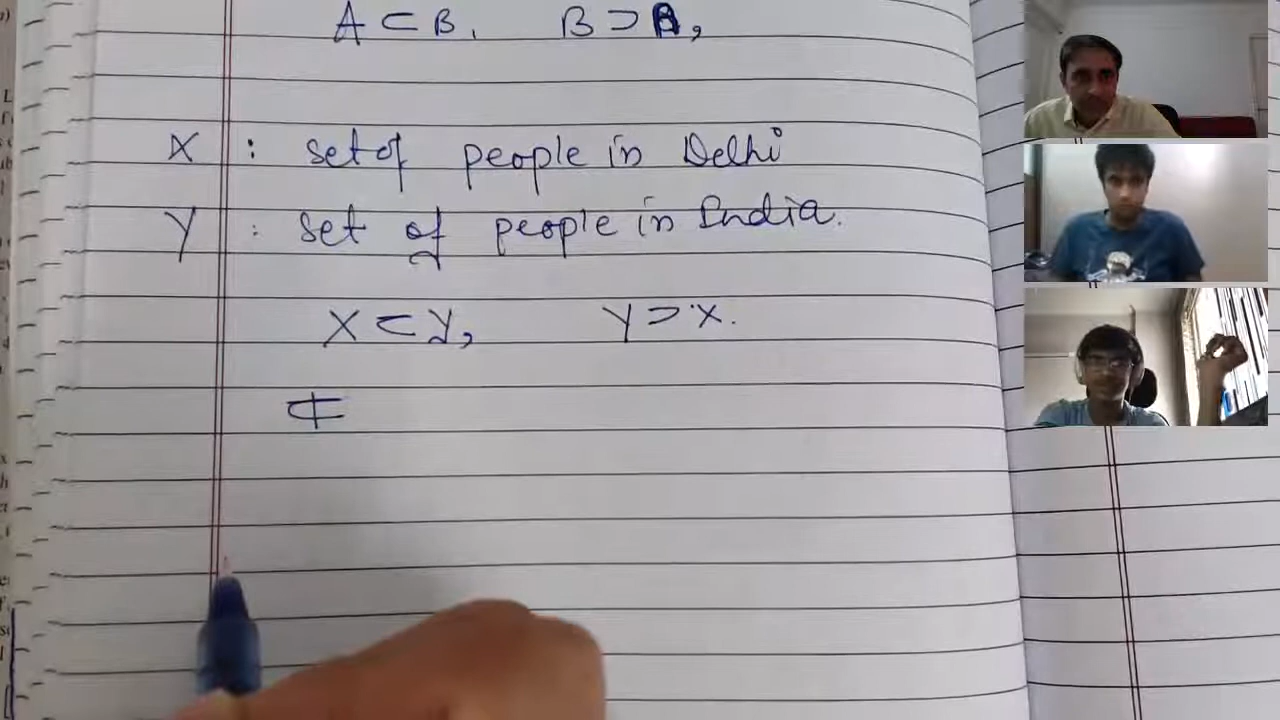 A ⊂ B, B ⊃ A,
X : set of people in Delhi
Y : set of people in India.
X ⊂ Y, Y ⊃ X.
⊄